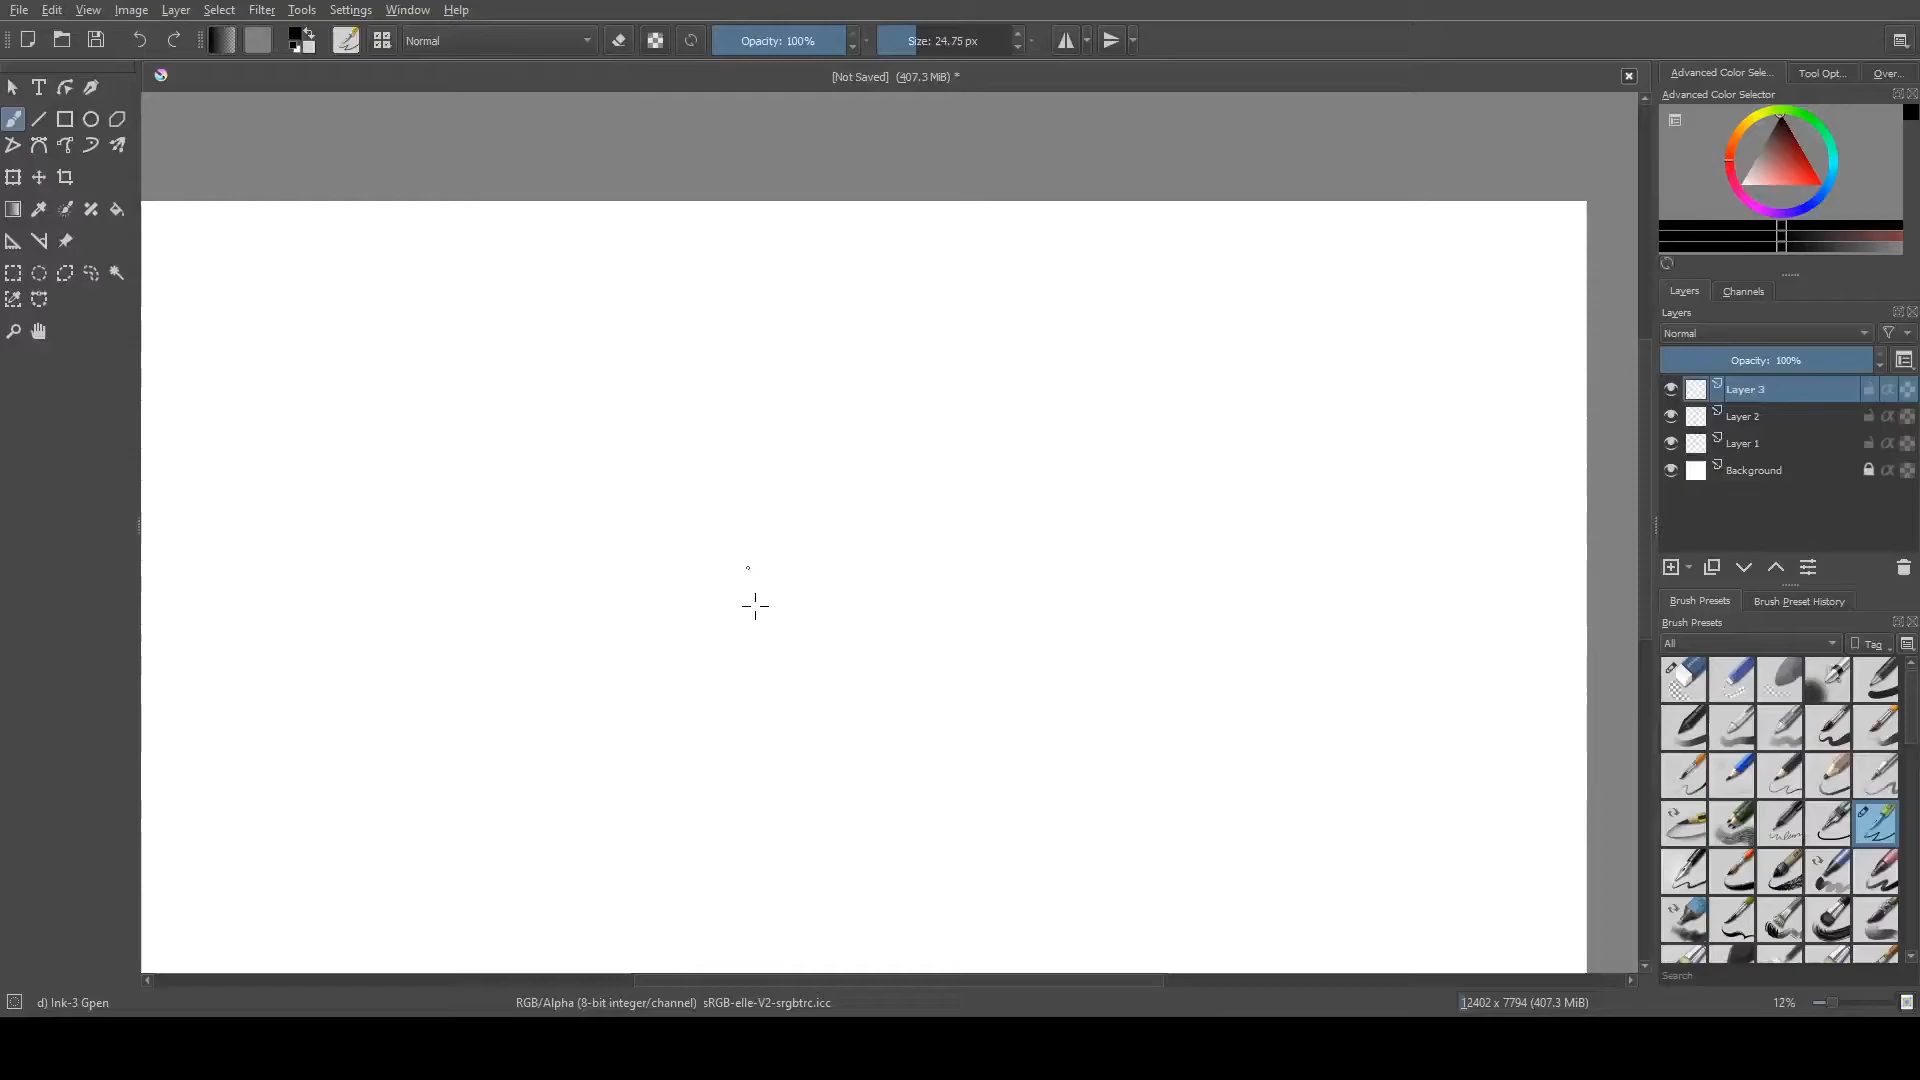 File Edit View Image Layer Select Filter Tools Settings Window Help
Normal
Opacity: 100%
Size: 24.75 px
[Not Saved] (407.3 MiB) *
Advanced Color Sele... Tool Opt... Over...
Advanced Color Selector
Layers Channels
Layers
Normal
Opacity: 100%
Layer 3
Layer 2
Layer 1
Background
Brush Presets Brush Preset History
Brush Presets
All Tag
Search
d) Ink-3 Gpen
RGB/Alpha (8-bit integer/channel) sRGB-elle-V2-srgbtrc.icc
12402 x 7794 (407.3 MiB)
12%